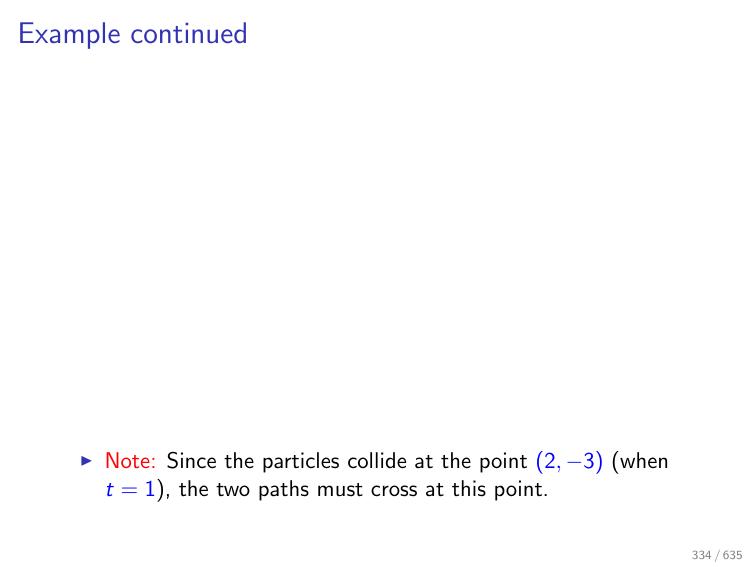 Example continued
▶ Note: Since the particles collide at the point (2, −3) (when
t = 1), the two paths must cross at this point.
334 / 635